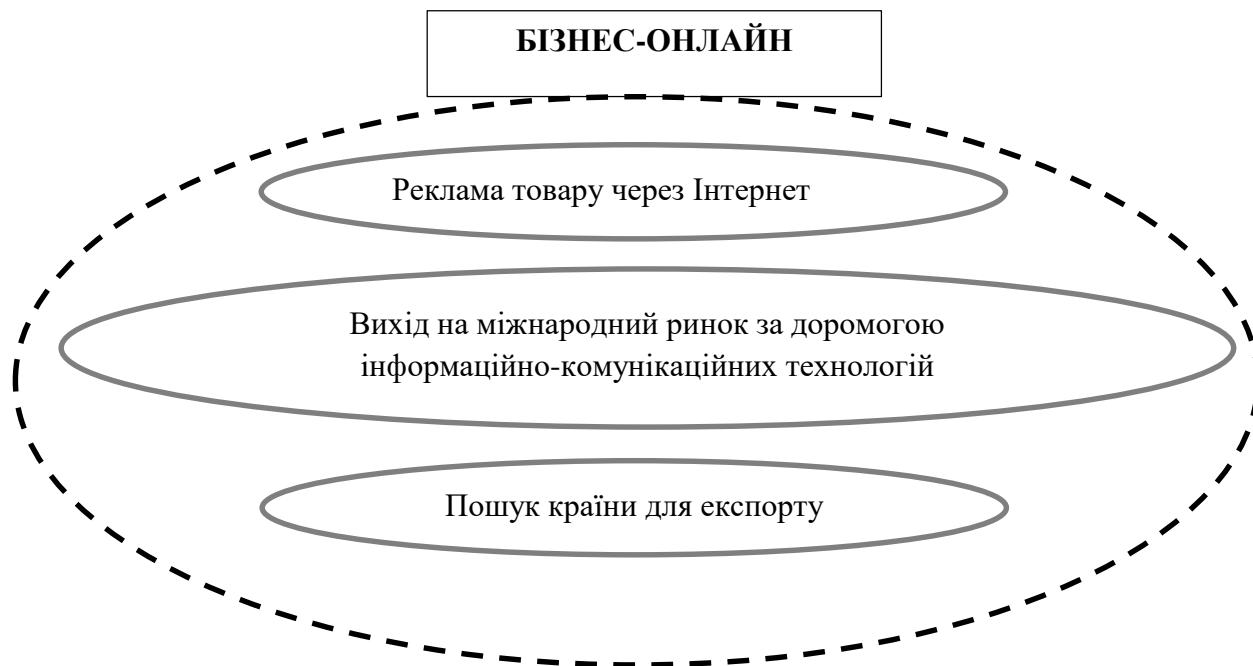 БІЗНЕС-ОНЛАЙН
Реклама товару через Інтернет
Вихід на міжнародний ринок за доромогою
інформаційно-комунікаційних технологій
Пошук країни для експорту